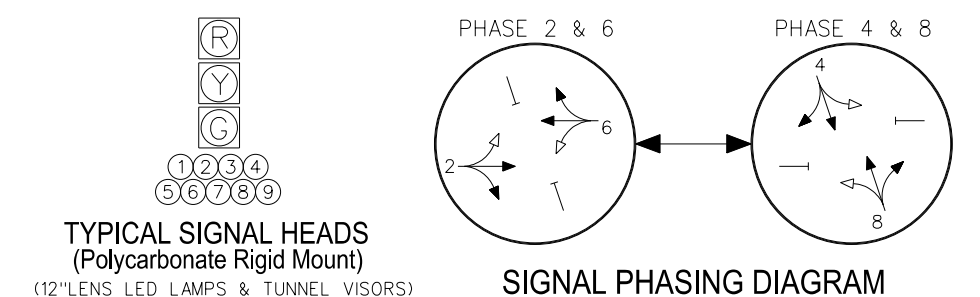 R
Y
G
1 2 3 4
5 6 7 8 9
TYPICAL SIGNAL HEADS
(Polycarbonate Rigid Mount)
(12"LENS LED LAMPS & TUNNEL VISORS)
PHASE 2 & 6
6
2
PHASE 4 & 8
4
8
SIGNAL PHASING DIAGRAM